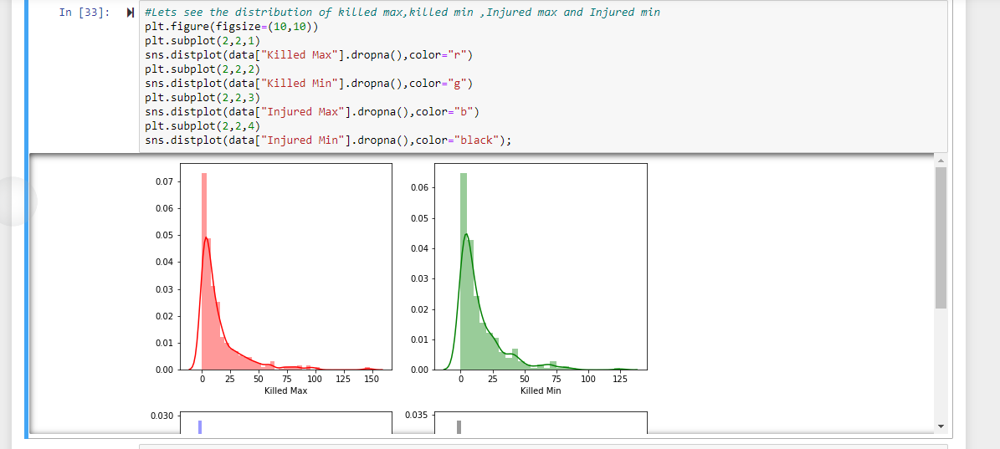 In [33]:
#Lets see the distribution of killed max,killed min ,Injured max and Injured min
plt.figure(figsize=(10,10))
plt.subplot(2,2,1)
sns.distplot(data["Killed Max"].dropna(),color="r")
plt.subplot(2,2,2)
sns.distplot(data["Killed Min"].dropna(),color="g")
plt.subplot(2,2,3)
sns.distplot(data["Injured Max"].dropna(),color="b")
plt.subplot(2,2,4)
sns.distplot(data["Injured Min"].dropna(),color="black");
0.07
0.06
0.05
0.04
0.03
0.02
0.01
0.00
0 25 50 75 100 125 150
Killed Max
0.06
0.05
0.04
0.03
0.02
0.01
0.00
0 25 50 75 100 125
Killed Min
0.030
0.035